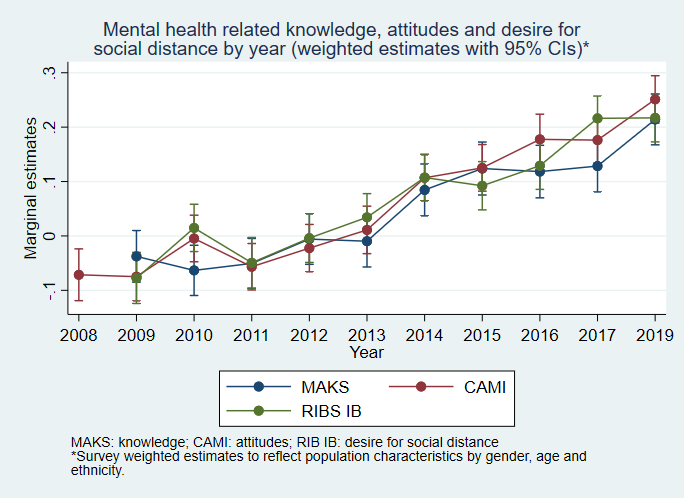 Mental health related knowledge, attitudes and desire for
social distance by year (weighted estimates with 95% CIs)*
Marginal estimates
.3
.2
.1
0
-.1
2008 2009 2010 2011 2012 2013 2014 2015 2016 2017 2019
Year
MAKS CAMI
RIBS IB
MAKS: knowledge; CAMI: attitudes; RIB IB: desire for social distance
*Survey weighted estimates to reflect population characteristics by gender, age and
ethnicity.